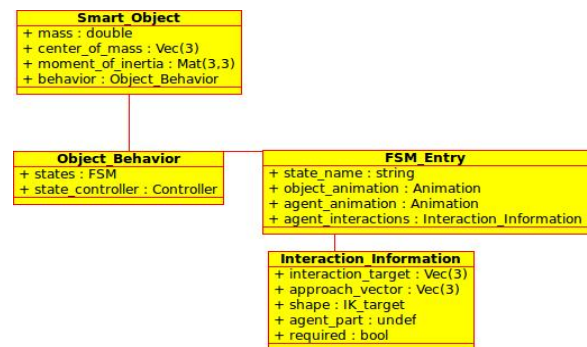 Smart_Object
+ mass : double
+ center_of_mass : Vec(3)
+ moment_of_inertia : Mat(3,3)
+ behavior : Object_Behavior
Object_Behavior
+ states : FSM
+ state_controller : Controller
FSM_Entry
+ state_name : string
+ object_animation : Animation
+ agent_animation : Animation
+ agent_interactions : Interaction_Information
Interaction_Information
+ interaction_target : Vec(3)
+ approach_vector : Vec(3)
+ shape : IK_target
+ agent_part : undef
+ required : bool